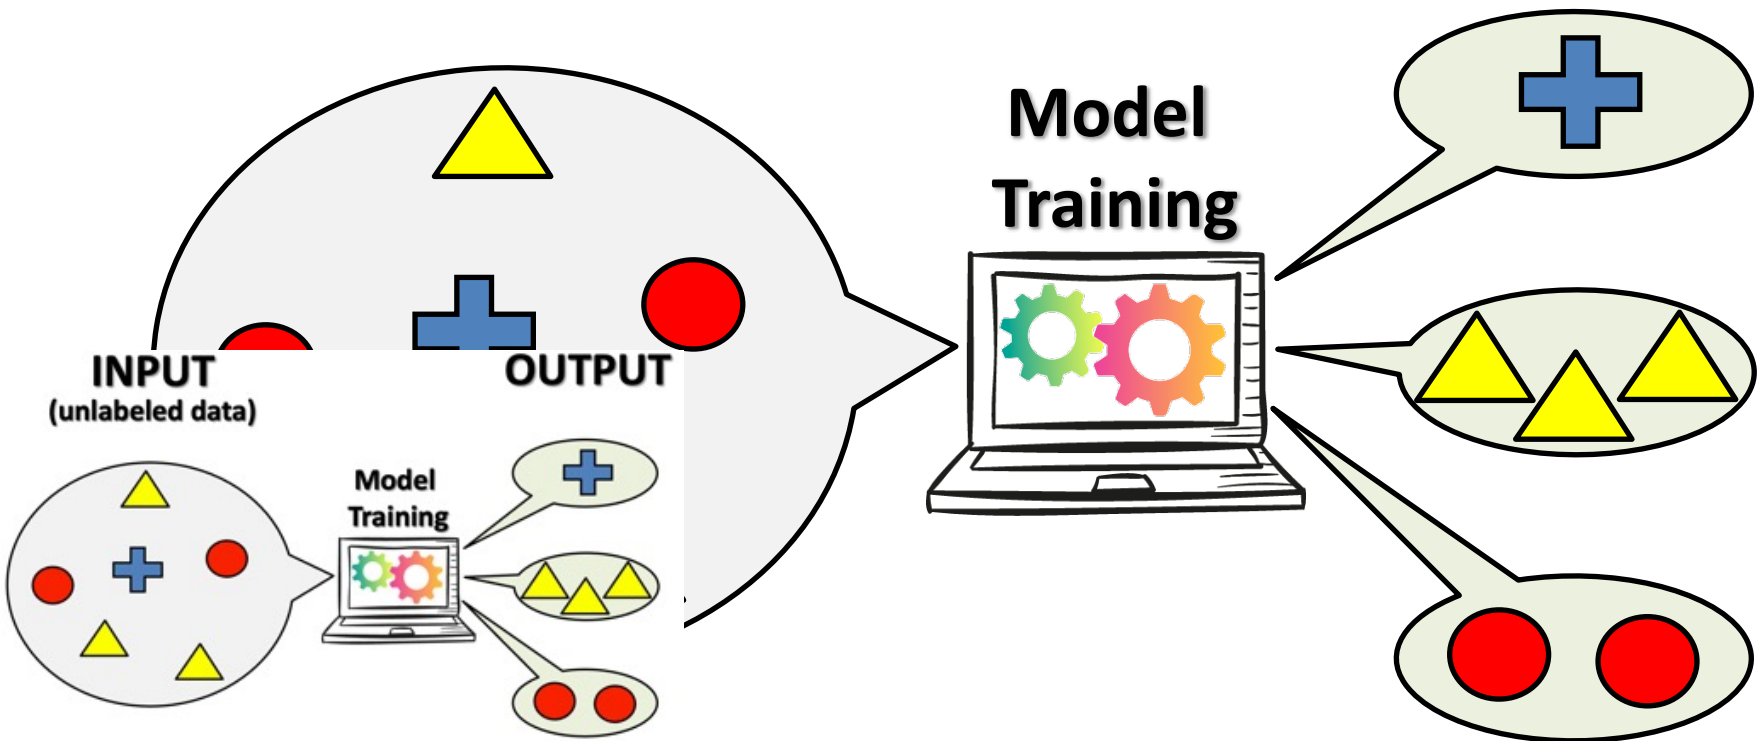 Model
Training
INPUT
(unlabeled data)
OUTPUT
Model
Training